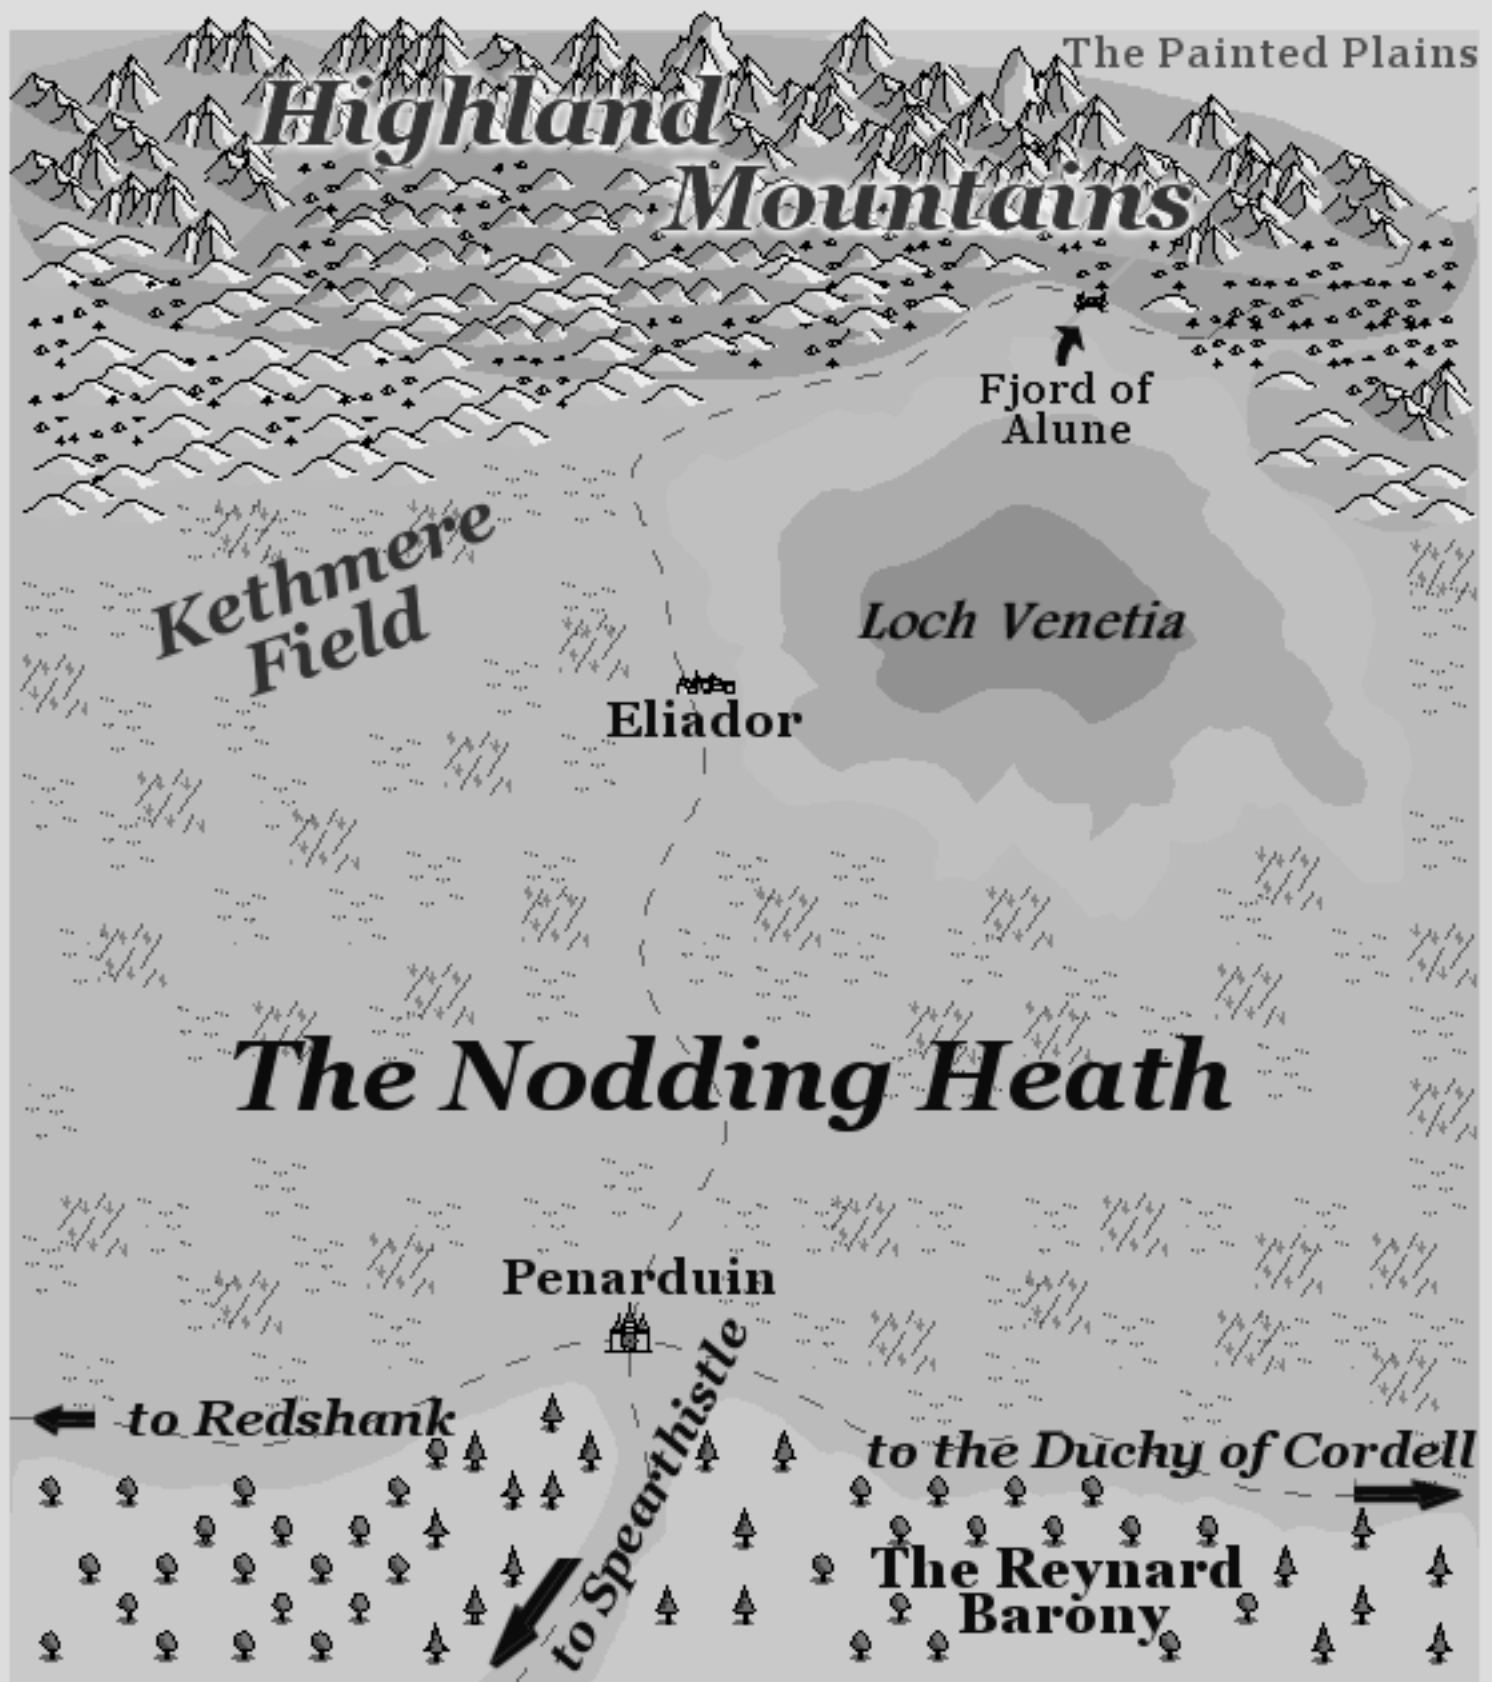 The Painted Plains
Highland
Mountains
Fjord of
Alune
Kethmere
Field
Loch Venetia
Eliador
The Nodding Heath
Penarduin
to Redshank
to Spearthistle
to the Duchy of Cordell
The Reynard
Barony